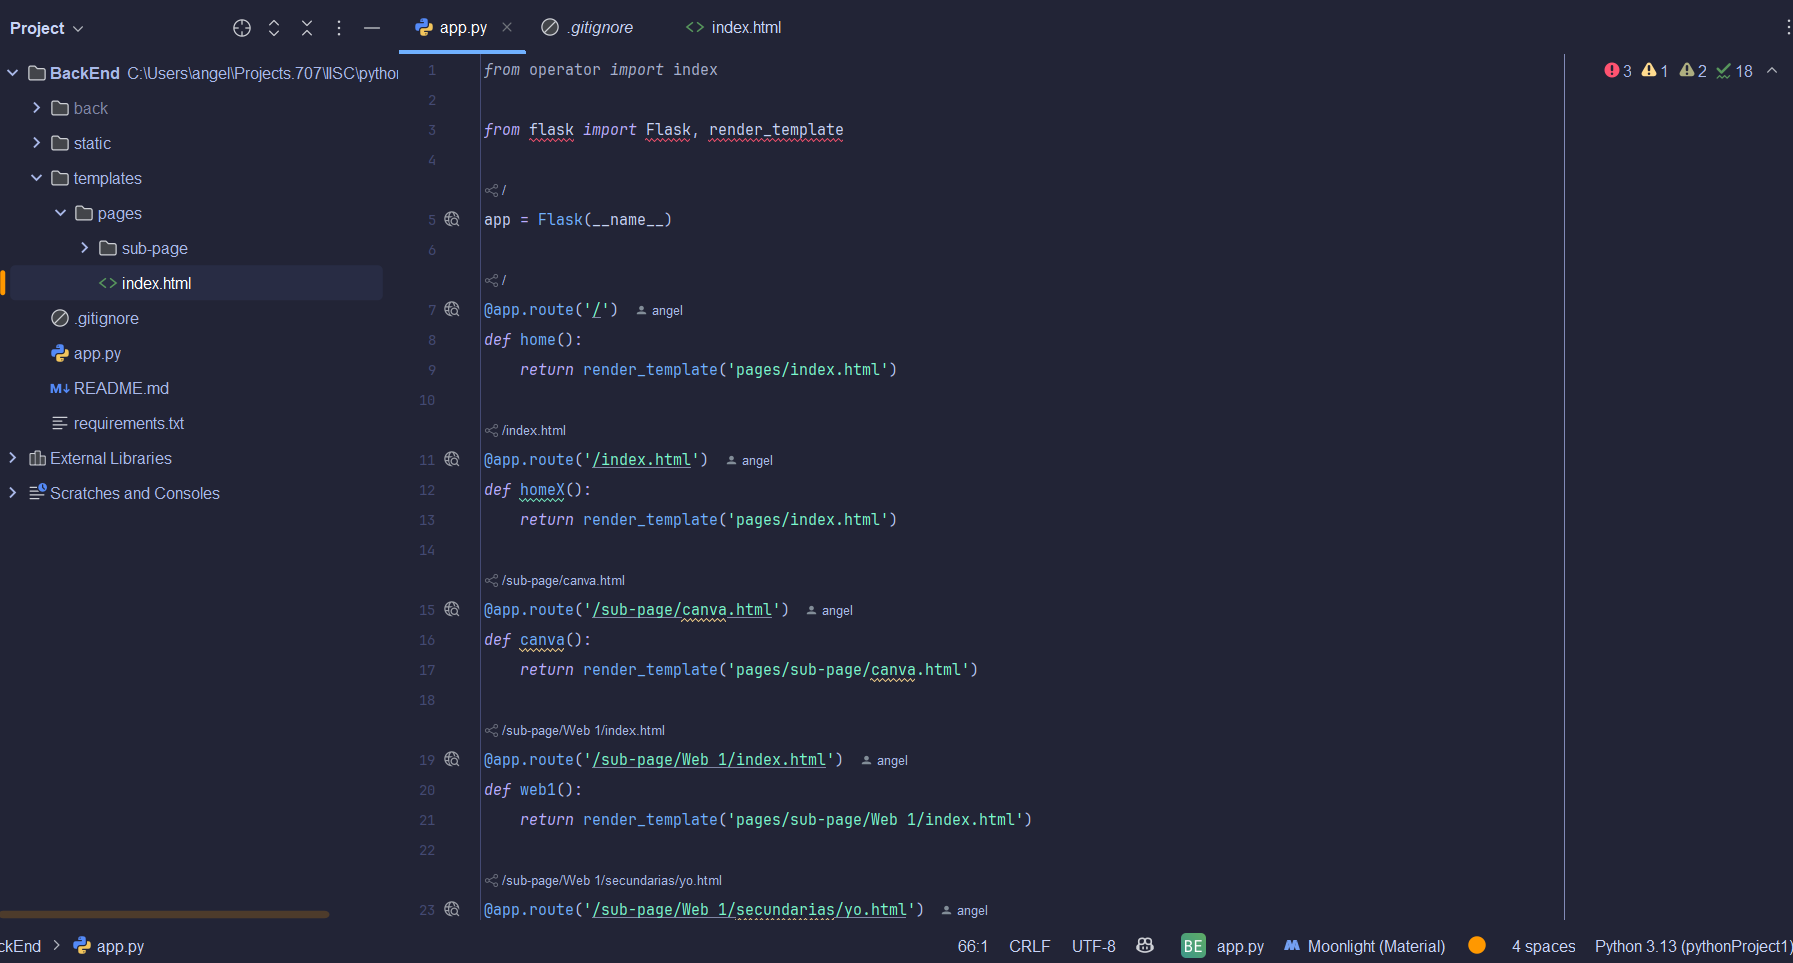 Project
app.py
.gitignore
index.html
BackEnd C:\Users\angel\Projects.707\IISC\python
back
static
templates
pages
sub-page
index.html
.gitignore
app.py
README.md
requirements.txt
External Libraries
Scratches and Consoles
3 1 2 18
1 from operator import index
2
3 from flask import Flask, render_template
4
/
5 app = Flask(__name__)
6
/
7 @app.route('/') angel
8 def home():
9 return render_template('pages/index.html')
10
/index.html
11 @app.route('/index.html') angel
12 def homeX():
13 return render_template('pages/index.html')
14
/sub-page/canva.html
15 @app.route('/sub-page/canva.html') angel
16 def canva():
17 return render_template('pages/sub-page/canva.html')
18
/sub-page/Web 1/index.html
19 @app.route('/sub-page/Web 1/index.html') angel
20 def web1():
21 return render_template('pages/sub-page/Web 1/index.html')
22
/sub-page/Web 1/secundarias/yo.html
23 @app.route('/sub-page/Web 1/secundarias/yo.html') angel
ckEnd > app.py
66:1 CRLF UTF-8 BE app.py Moonlight (Material) 4 spaces Python 3.13 (pythonProject1)